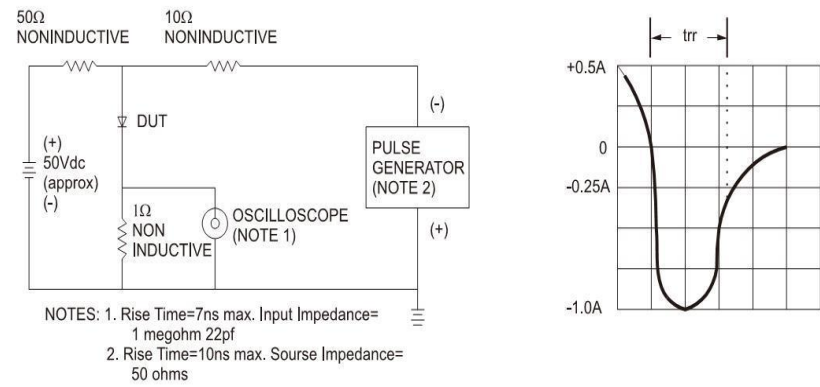 50Ω
NONINDUCTIVE
10Ω
NONINDUCTIVE
DUT
(+)
50Vdc
(approx)
(-)
1Ω
NON
INDUCTIVE
OSCILLOSCOPE
(NOTE 1)
(-)
PULSE
GENERATOR
(NOTE 2)
(+)
NOTES: 1. Rise Time=7ns max. Input Impedance=
1 megohm 22pf
2. Rise Time=10ns max. Sourse Impedance=
50 ohms
trr
+0.5A
0
-0.25A
-1.0A